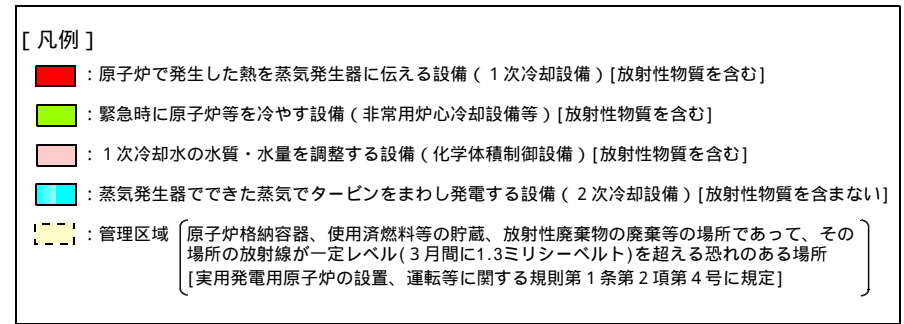 [ 凡例 ]
：原子炉で発生した熱を蒸気発生器に伝える設備（１次冷却設備）[放射性物質を含む]
：緊急時に原子炉等を冷やす設備（非常用炉心冷却設備等）[放射性物質を含む]
：１次冷却水の水質・水量を調整する設備（化学体積制御設備）[放射性物質を含む]
：蒸気発生器でできた蒸気でタービンをまわし発電する設備（２次冷却設備）[放射性物質を含まない]
：管理区域 原子炉格納容器、使用済燃料等の貯蔵、放射性廃棄物の廃棄等の場所であって、その
場所の放射線が一定レベル(３月間に1.3ミリシーベルト)を超える恐れのある場所
[実用発電用原子炉の設置、運転等に関する規則第１条第２項第４号に規定]